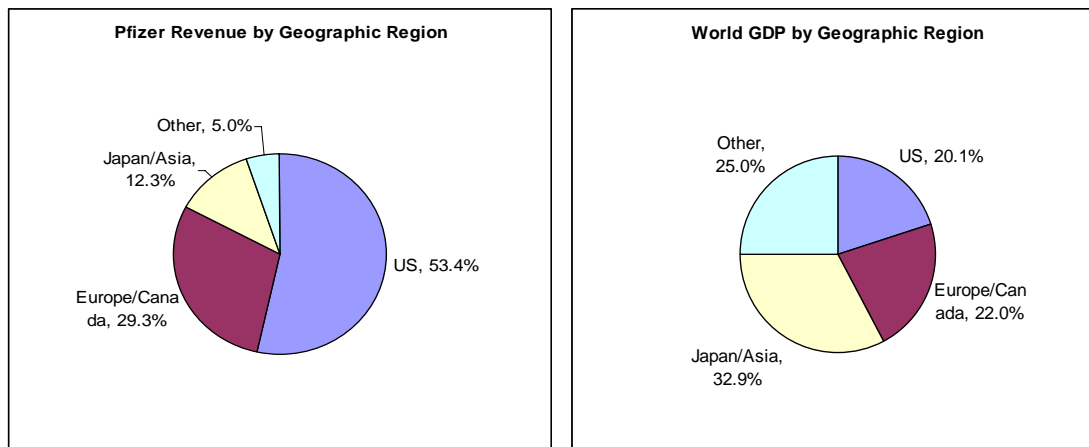 Pfizer Revenue by Geographic Region
Other, 5.0%
Japan/Asia,
12.3%
US, 53.4%
Europe/Cana
da, 29.3%
World GDP by Geographic Region
Other,
25.0%
US, 20.1%
Europe/Can
ada, 22.0%
Japan/Asia,
32.9%